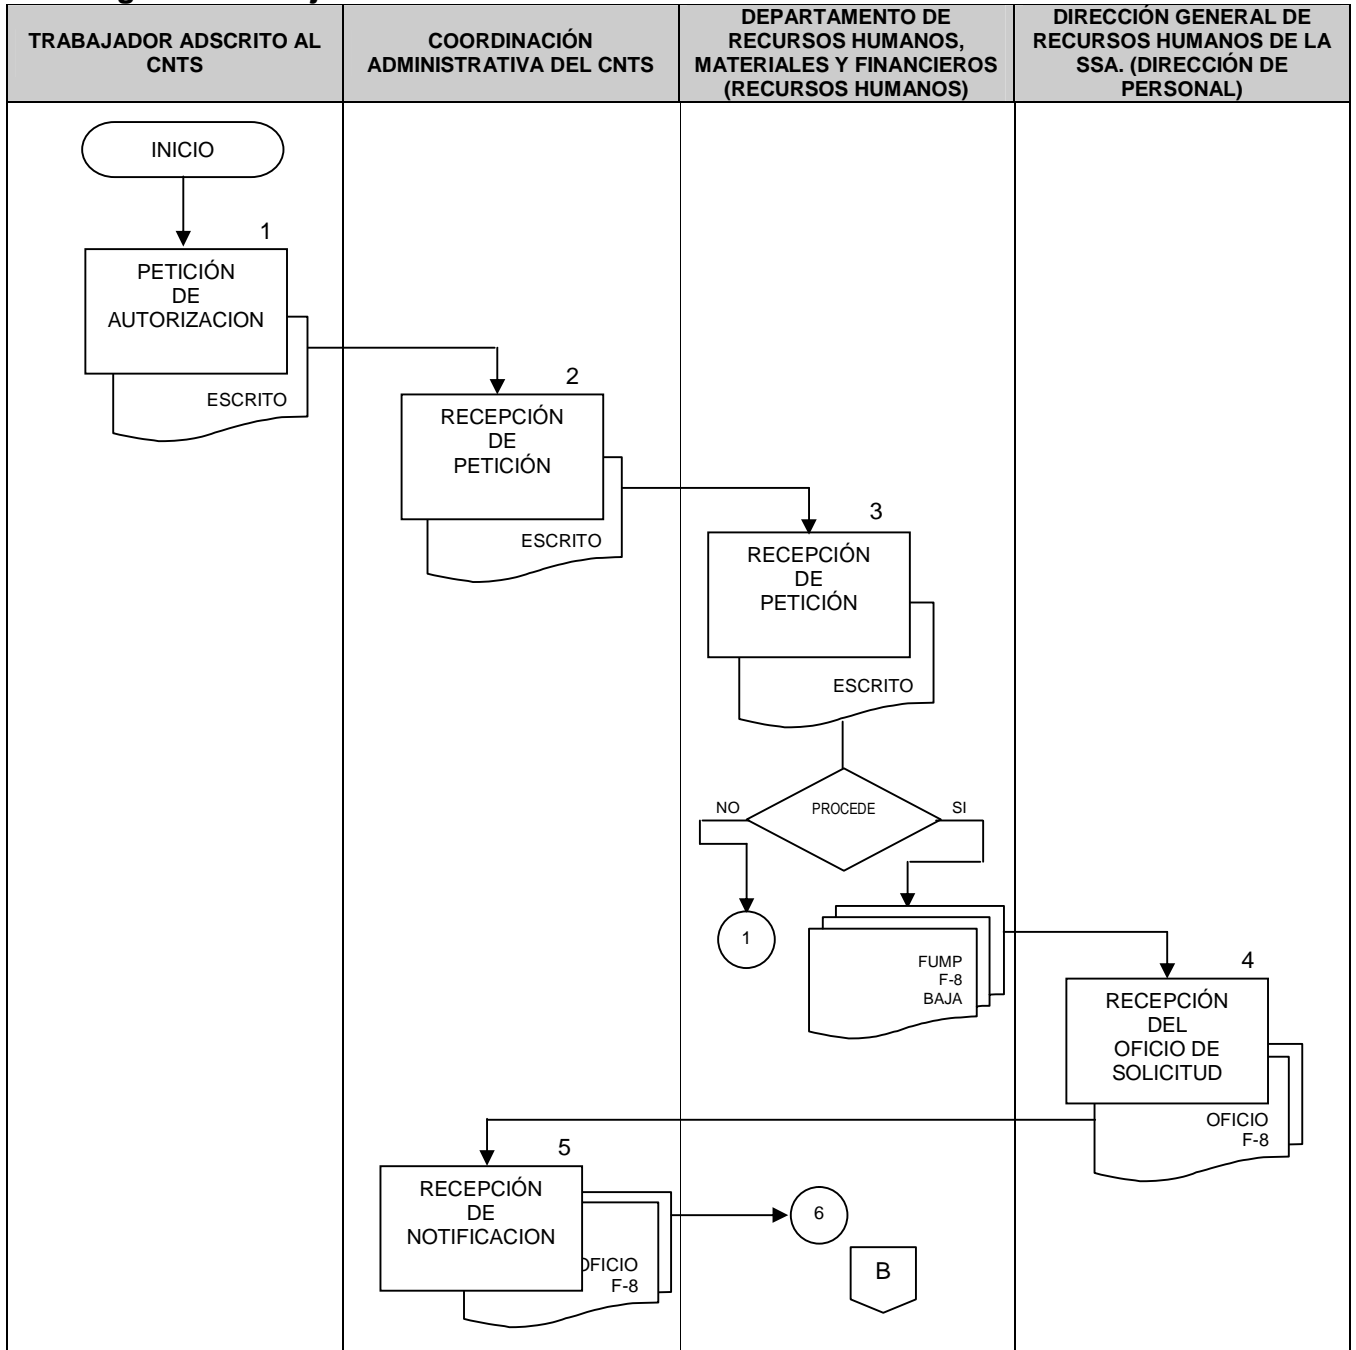 TRABAJADOR ADSCRITO AL
CNTS
COORDINACIÓN
ADMINISTRATIVA DEL CNTS
DEPARTAMENTO DE
RECURSOS HUMANOS,
MATERIALES Y FINANCIEROS
(RECURSOS HUMANOS)
DIRECCIÓN GENERAL DE
RECURSOS HUMANOS DE LA
SSA. (DIRECCIÓN DE
PERSONAL)
INICIO
1
PETICIÓN
DE
AUTORIZACION
ESCRITO
2
RECEPCIÓN
DE
PETICIÓN
ESCRITO
3
RECEPCIÓN
DE
PETICIÓN
ESCRITO
NO
PROCEDE
SI
1
FUMP
F-8
BAJA
4
RECEPCIÓN
DEL
OFICIO DE
SOLICITUD
OFICIO
F-8
5
RECEPCIÓN
DE
NOTIFICACION
OFICIO
F-8
6
B